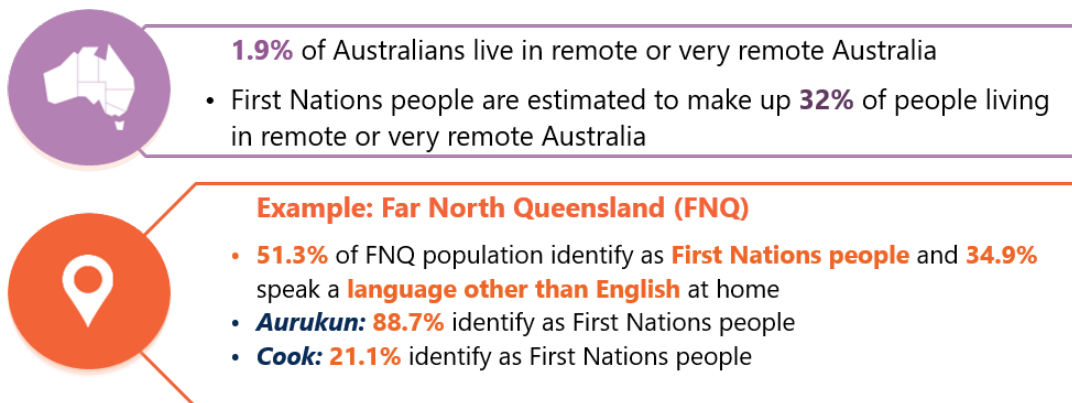 1.9% of Australians live in remote or very remote Australia
• First Nations people are estimated to make up 32% of people living
in remote or very remote Australia
Example: Far North Queensland (FNQ)
• 51.3% of FNQ population identify as First Nations people and 34.9%
speak a language other than English at home
• Aurukun: 88.7% identify as First Nations people
• Cook: 21.1% identify as First Nations people